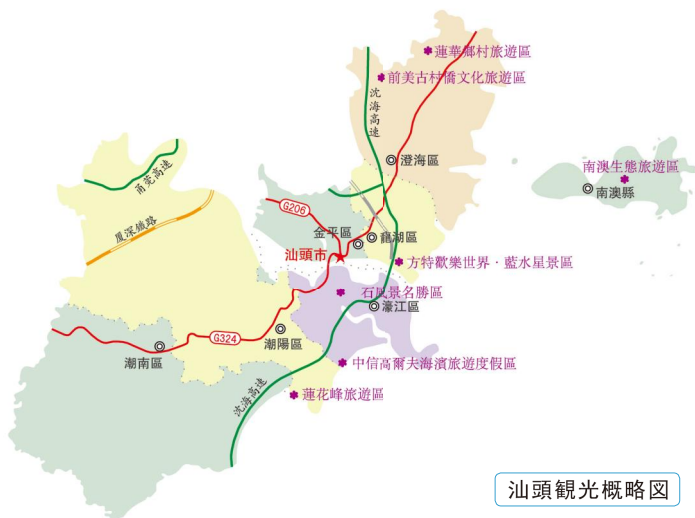 蓮華鄉村旅遊區
前美古村僑文化旅遊區
沈海高速
澄海區
南澳生態旅遊區
南澳縣
甬莞高速
厦深鐵路
G206
金平區
龍湖區
汕頭市
方特歡樂世界·藍水星景區
石風景名勝區
濠江區
G324
潮陽區
潮南區
中信高爾夫海濱旅遊度假區
沈海高速
蓮花峰旅遊區
汕頭観光概略図